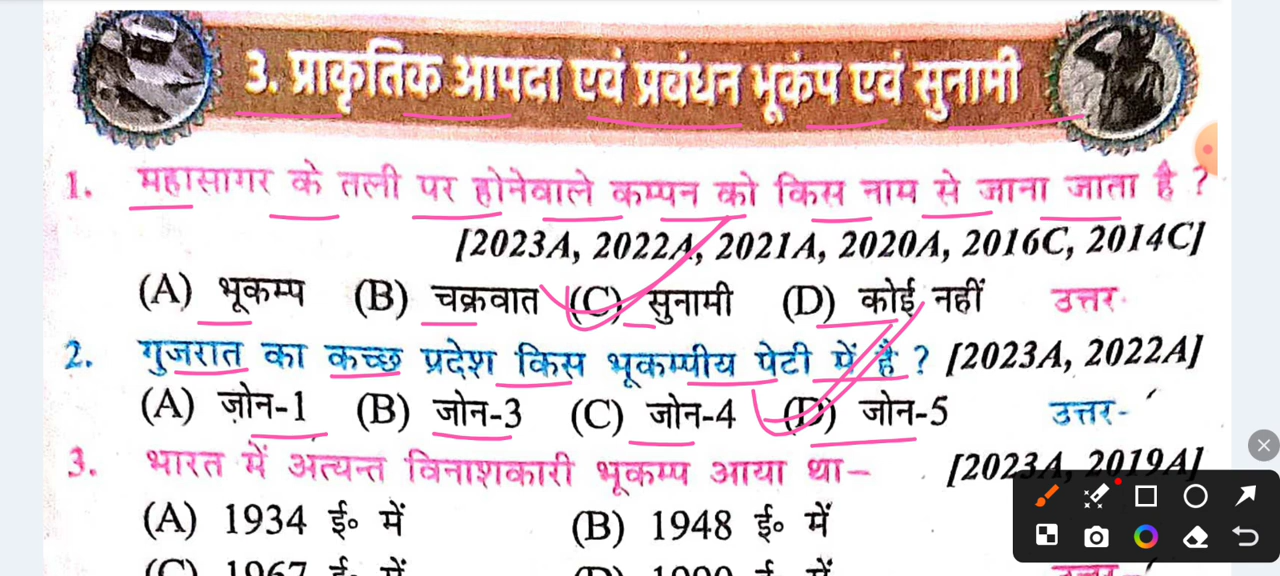 3. प्राकृतिक आपदा एवं प्रबंधन भूकंप एवं सुनामी
1. महासागर के तली पर होनेवाले कम्पन को किस नाम से जाना जाता है ?
[2023A, 2022A, 2021A, 2020A, 2016C, 2014C]
(A) भूकम्प (B) चक्रवात (C) सुनामी (D) कोई नहीं उत्तर-
2. गुजरात का कच्छ प्रदेश किस भूकम्पीय पेटी में है ? [2023A, 2022A]
(A) ज़ोन-1 (B) जोन-3 (C) जोन-4 (D) जोन-5 उत्तर-
3. भारत में अत्यन्त विनाशकारी भूकम्प आया था– [2023A, 2019A]
(A) 1934 ई० में (B) 1948 ई० में
(C) 1967 ई० में (D)